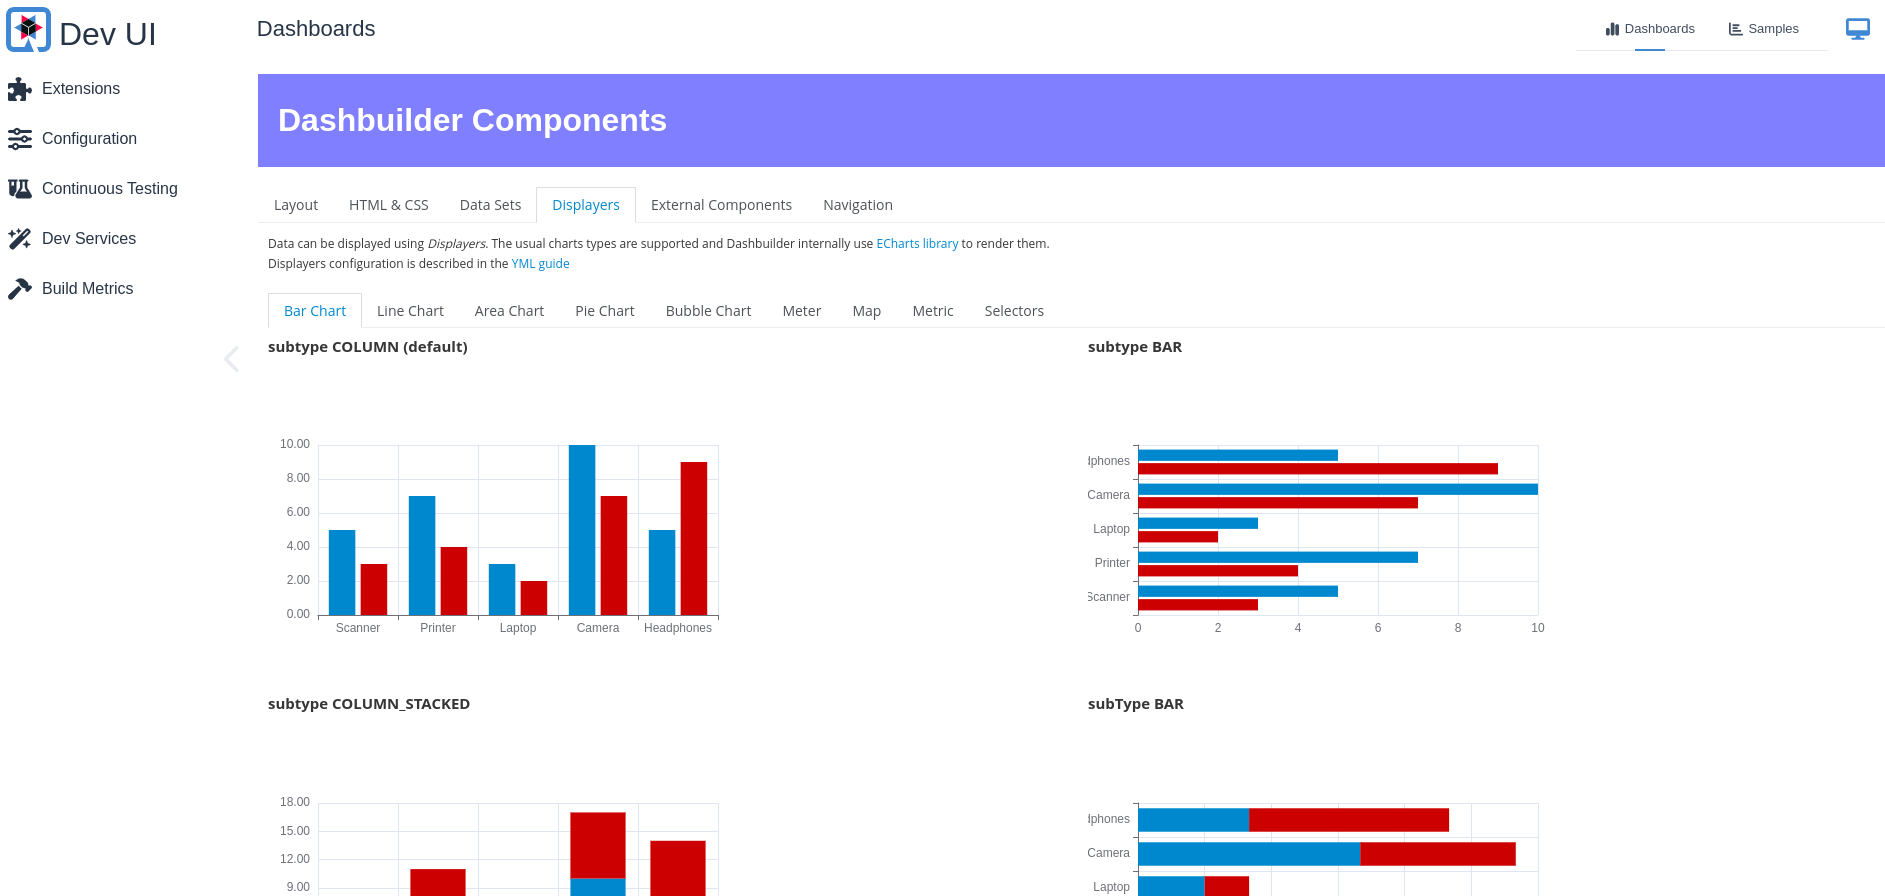 Dev UI
Dashboards
Dashboards
Samples
Extensions
Configuration
Continuous Testing
Dev Services
Build Metrics
Dashbuilder Components
Layout HTML & CSS Data Sets Displayers External Components Navigation
Data can be displayed using Displayers. The usual charts types are supported and Dashbuilder internally use ECharts library to render them.
Displayers configuration is described in the YML guide
Bar Chart Line Chart Area Chart Pie Chart Bubble Chart Meter Map Metric Selectors
subtype COLUMN (default)
10.00
8.00
6.00
4.00
2.00
0.00
Scanner Printer Laptop Camera Headphones
subtype BAR
dphones
Camera
Laptop
Printer
Scanner
0 2 4 6 8 10
subtype COLUMN_STACKED
18.00
15.00
12.00
9.00
subType BAR
dphones
Camera
Laptop